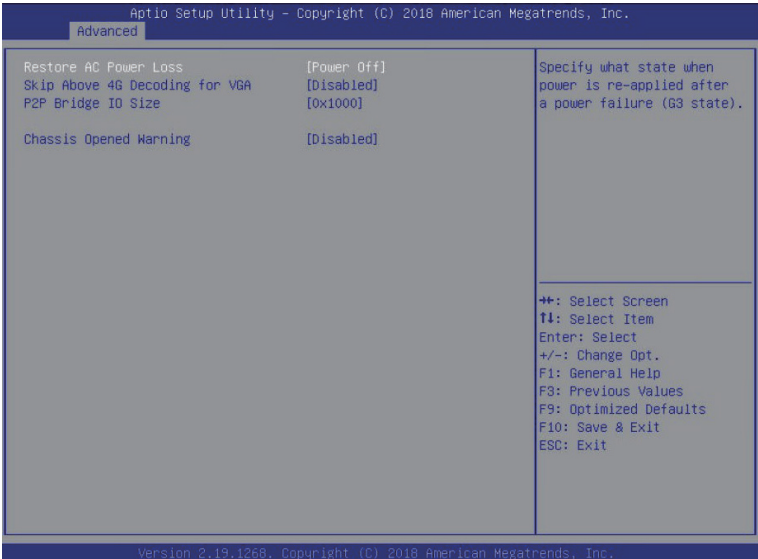 Aptio Setup Utility – Copyright (C) 2018 American Megatrends, Inc.
Advanced
Restore AC Power Loss [Power Off]
Skip Above 4G Decoding for VGA [Disabled]
P2P Bridge IO Size [0x1000]
Chassis Opened Warning [Disabled]
Specify what state when
power is re-applied after
a power failure (G3 state).
→←: Select Screen
↑↓: Select Item
Enter: Select
+/-: Change Opt.
F1: General Help
F3: Previous Values
F9: Optimized Defaults
F10: Save & Exit
ESC: Exit
Version 2.19.1268. Copyright (C) 2018 American Megatrends, Inc.